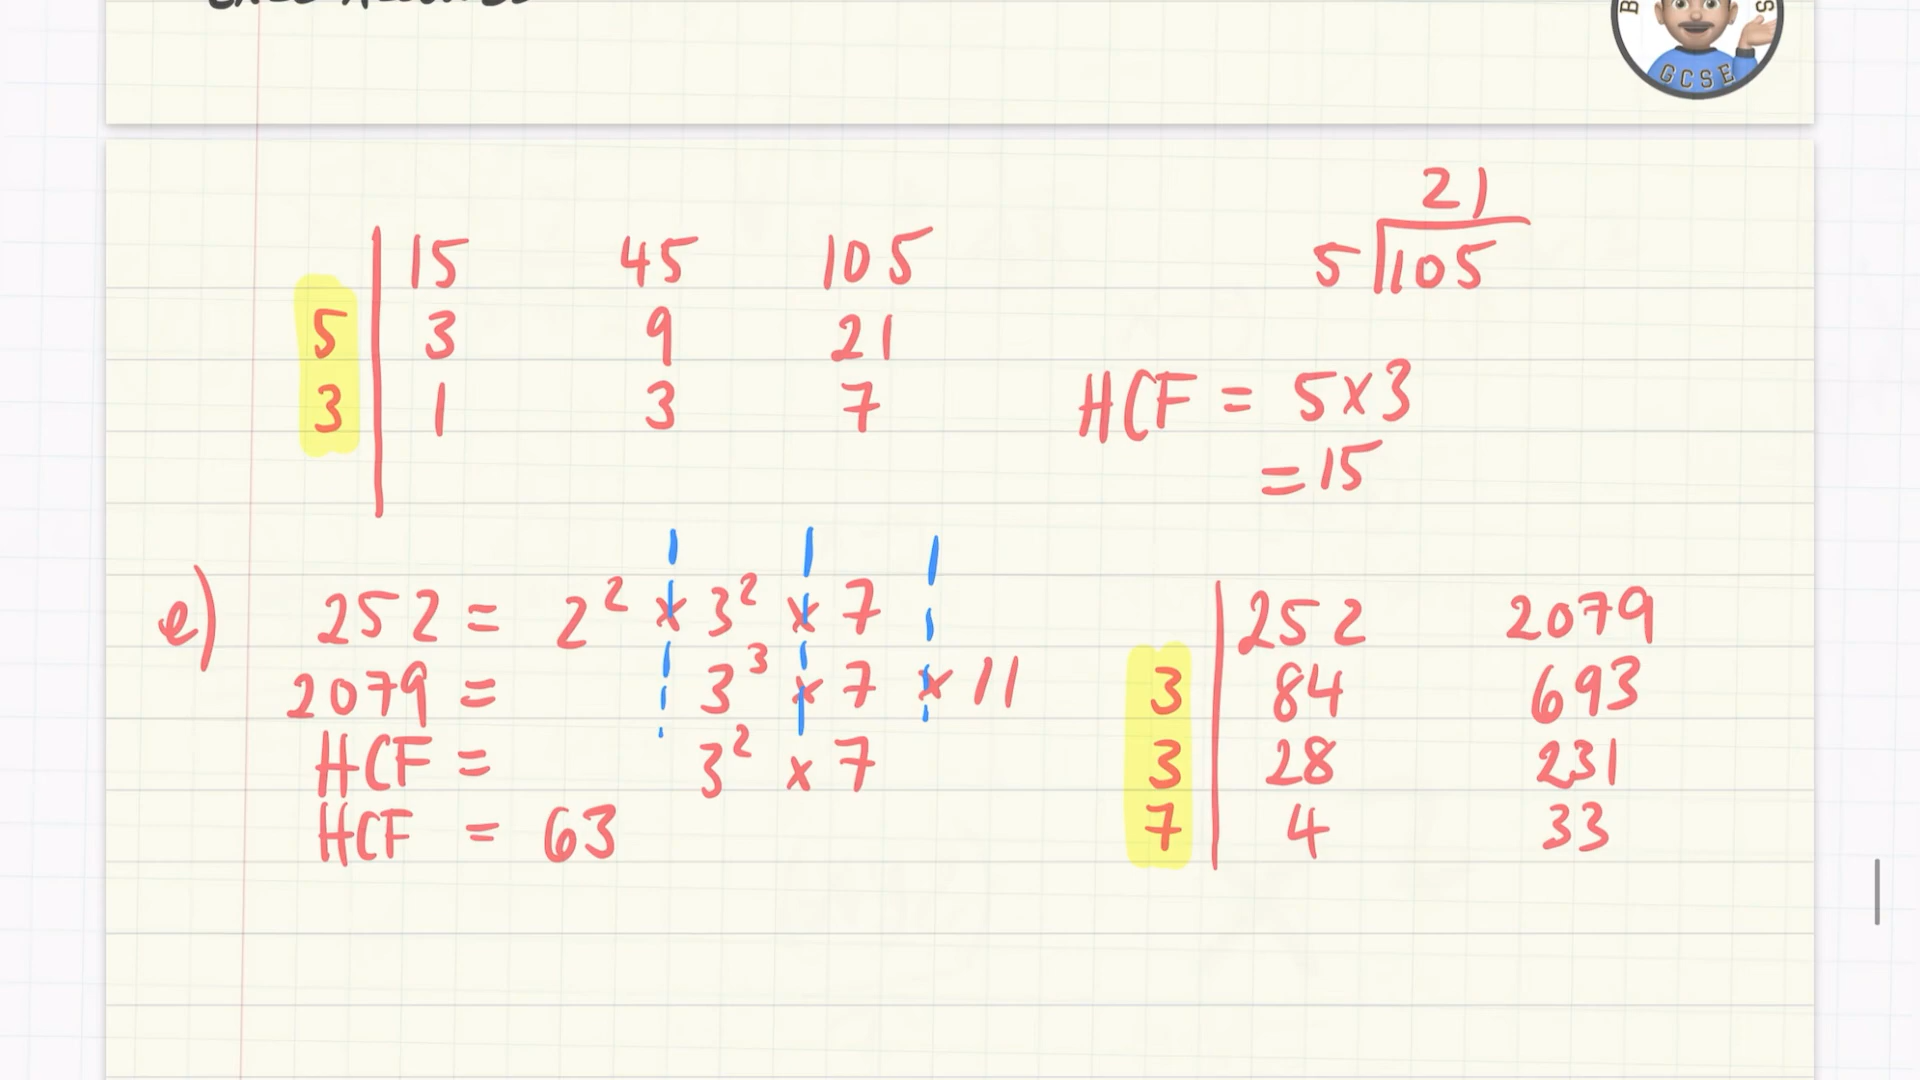 GCSE
21
5 105
15 45 105
5 3 9 21
3 1 3 7
HCF = 5 × 3
= 15
e) 252 = 2² × 3² × 7
2079 = 3³ × 7 × 11
HCF = 3² × 7
HCF = 63
252 2079
3 84 693
3 28 231
7 4 33